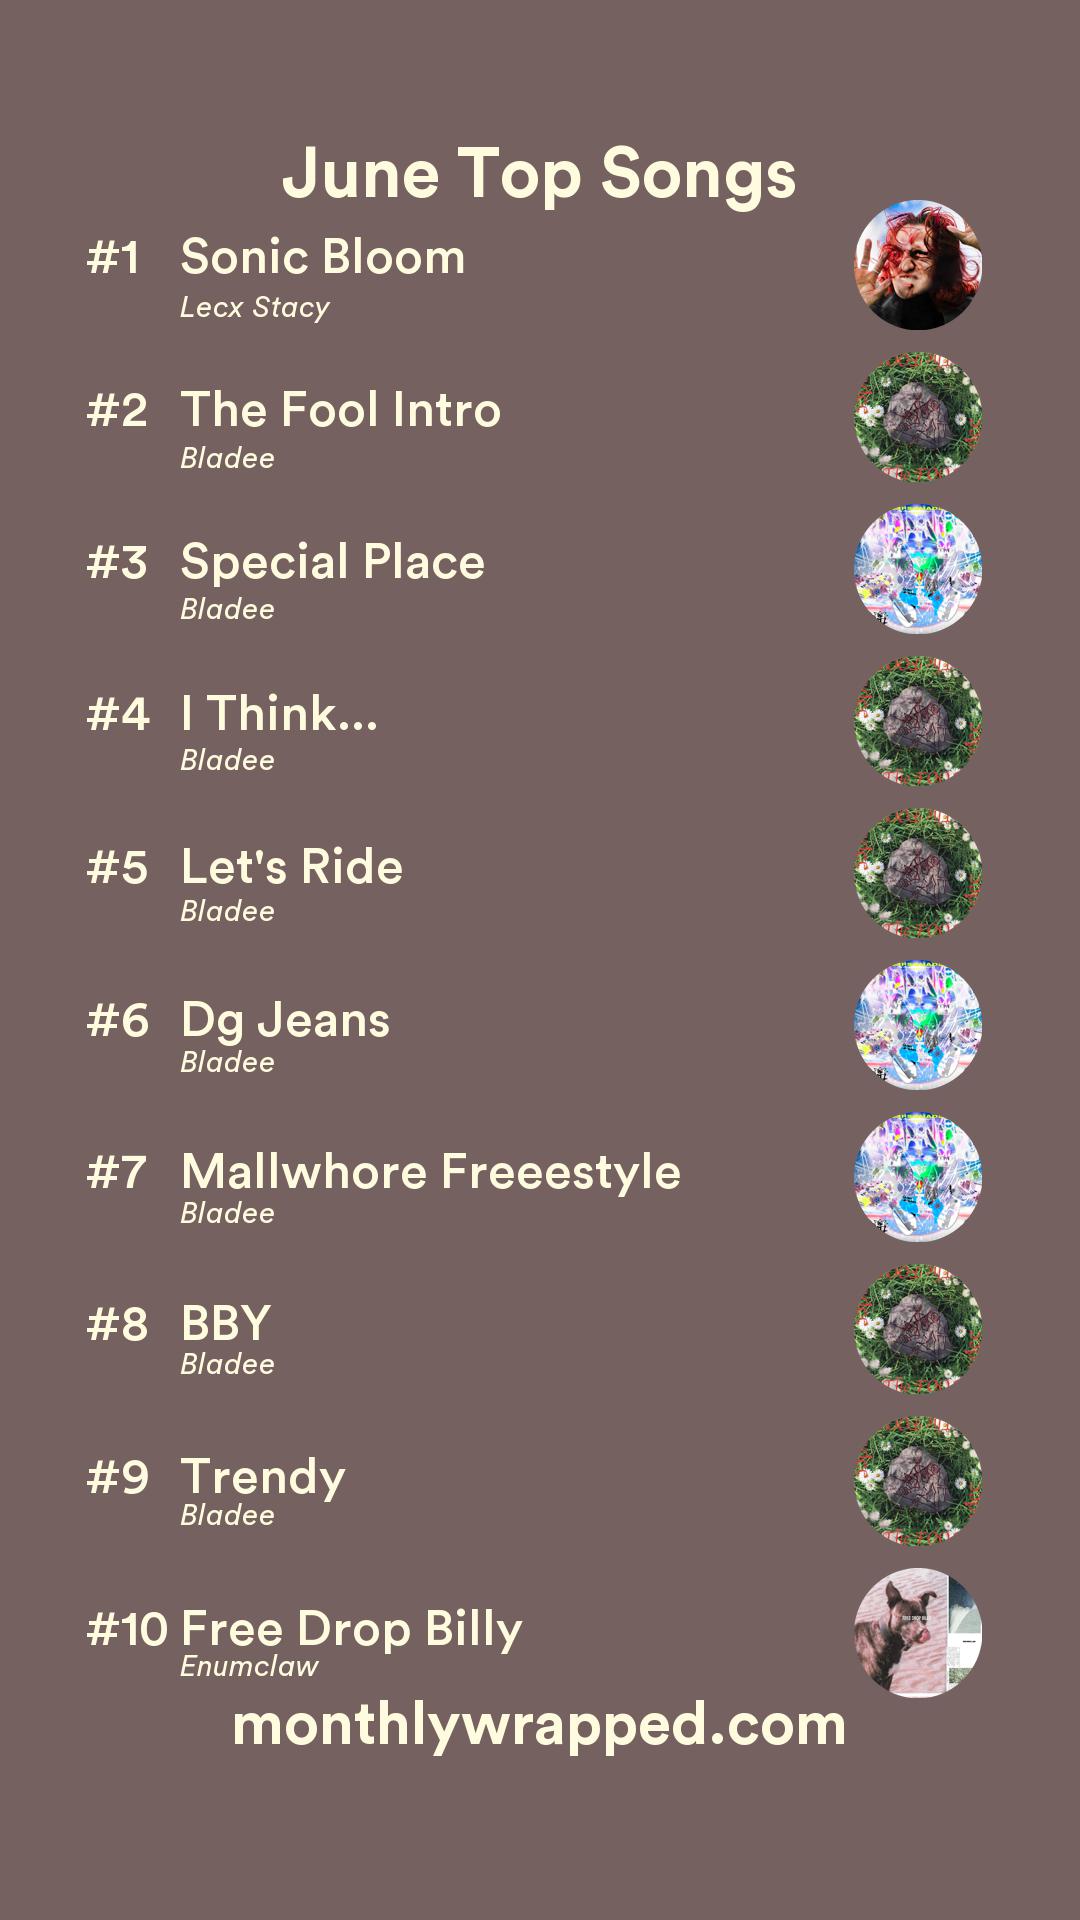 June Top Songs
#1 Sonic Bloom
Lecx Stacy
#2 The Fool Intro
Bladee
#3 Special Place
Bladee
#4 I Think...
Bladee
#5 Let's Ride
Bladee
#6 Dg Jeans
Bladee
#7 Mallwhore Freeestyle
Bladee
#8 BBY
Bladee
#9 Trendy
Bladee
#10 Free Drop Billy
Enumclaw
monthlywrapped.com